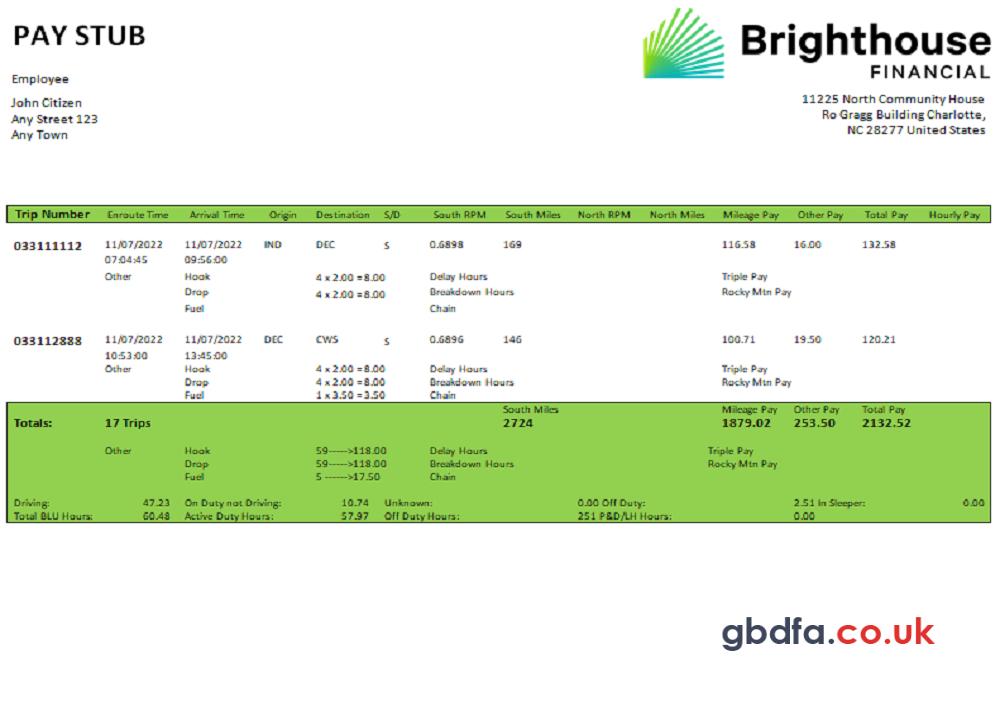 PAY STUB
Brighthouse
FINANCIAL
Employee
John Citizen
Any Street 123
Any Town
11225 North Community House
Ro Gragg Building Charlotte,
NC 28277 United States
Trip Number Enroute Time Arrival Time Origin Destination S/D South RPM South Miles North RPM North Miles Mileage Pay Other Pay Total Pay Hourly Pay
033111112 11/07/2022 11/07/2022 IND DEC S 0.6898 169 116.58 16.00 132.58
07:04:45 09:56:00
Other Hook 4 x 2.00 =8.00 Delay Hours Triple Pay
Drop 4 x 2.00 =8.00 Breakdown Hours Rocky Mtn Pay
Fuel Chain
033112888 11/07/2022 11/07/2022 DEC CWS S 0.6896 146 100.71 19.50 120.21
10:53:00 13:45:00
Other Hook 4 x 2.00 =8.00 Delay Hours Triple Pay
Drop 4 x 2.00 =8.00 Breakdown Hours Rocky Mtn Pay
Fuel 1 x 3.50 =3.50 Chain
South Miles Mileage Pay Other Pay Total Pay
Totals: 17 Trips 2724 1879.02 253.50 2132.52
Other Hook 59----->118.00 Delay Hours Triple Pay
Drop 59----->118.00 Breakdown Hours Rocky Mtn Pay
Fuel 5 ----->17.50 Chain
Driving: 47.23 On Duty not Driving: 10.74 Unknown: 0.00 Off Duty: 2.51 In Sleeper: 0.00
Total BLU Hours: 60.48 Active Duty Hours: 57.97 Off Duty Hours: 251 P&D/LH Hours: 0.00
gbdfa.co.uk